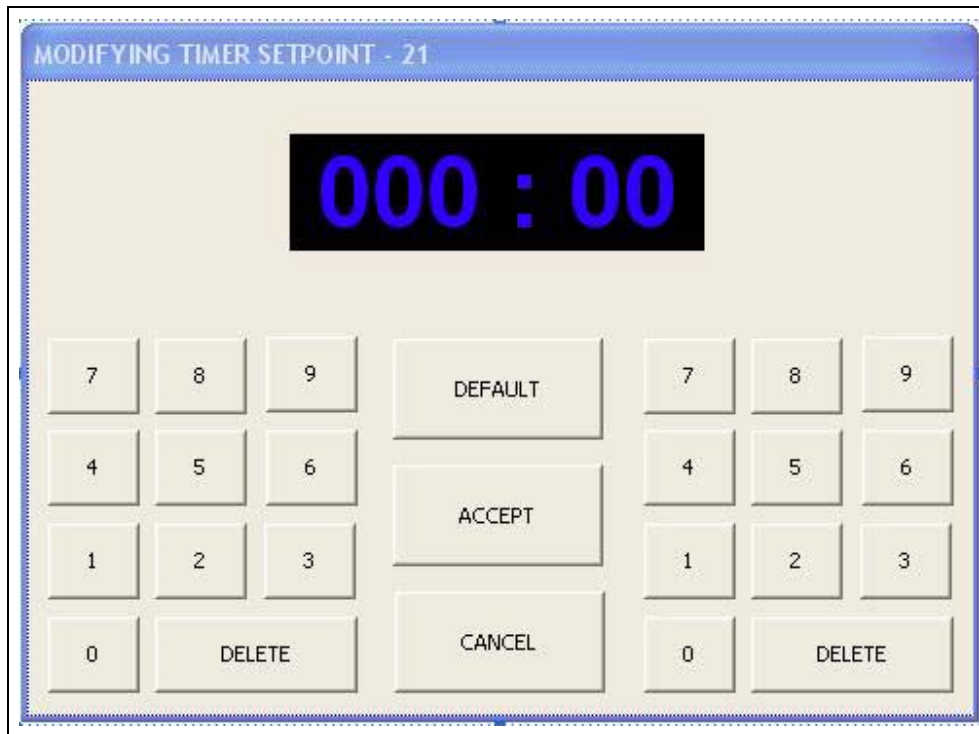 MODIFYING TIMER SETPOINT - 21
000 : 00
7 8 9 DEFAULT 7 8 9
4 5 6 ACCEPT 4 5 6
1 2 3 1 2 3
0 DELETE CANCEL 0 DELETE